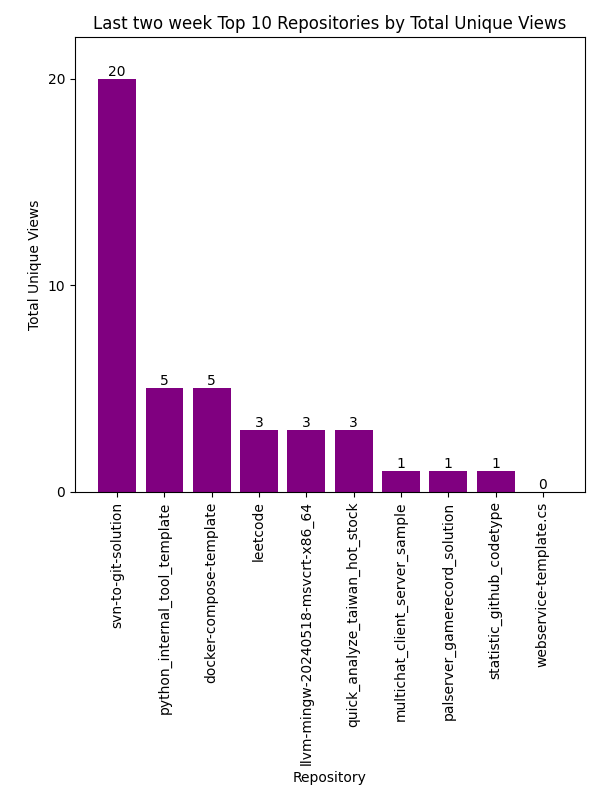 Last two week Top 10 Repositories by Total Unique Views
Total Unique Views
20
10
0
20
5
5
3
3
3
1
1
1
0
svn-to-git-solution
python_internal_tool_template
docker-compose-template
leetcode
llvm-mingw-20240518-msvcrt-x86_64
quick_analyze_taiwan_hot_stock
multichat_client_server_sample
palserver_gamerecord_solution
statistic_github_codetype
webservice-template.cs
Repository